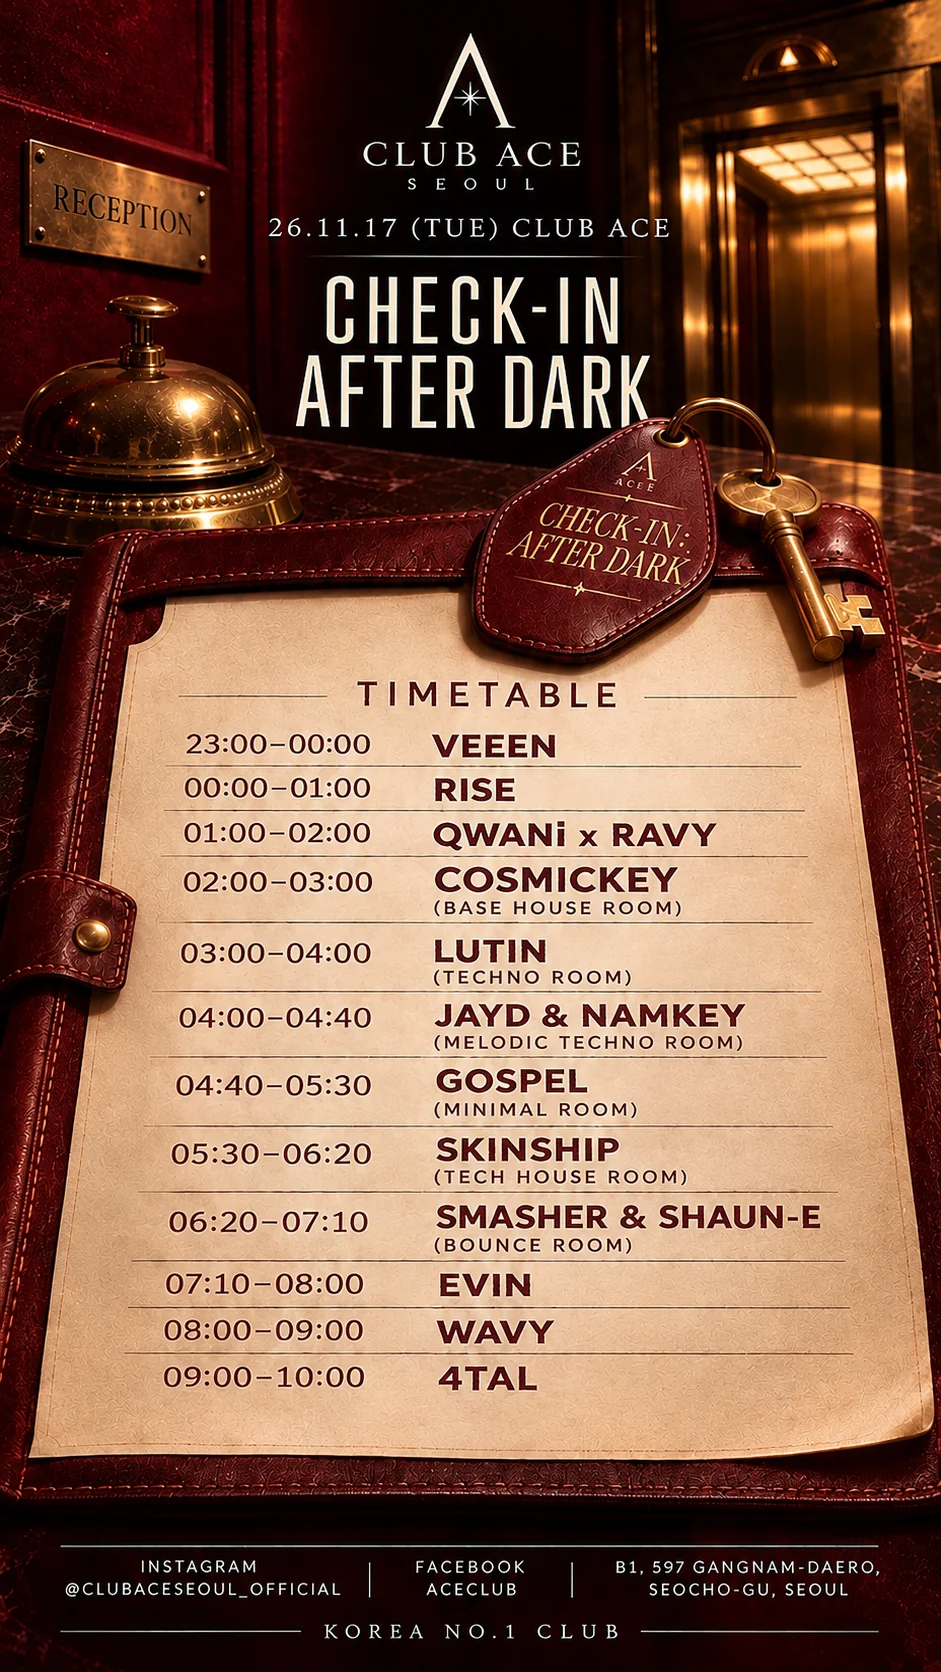 A
CLUB ACE
SEOUL
RECEPTION
26.11.17 (TUE) CLUB ACE
CHECK-IN
AFTER DARK
A
ACEE
CHECK-IN:
AFTER DARK
TIMETABLE
23:00–00:00 VEEEN
00:00–01:00 RISE
01:00–02:00 QWANi x RAVY
02:00–03:00 COSMICKEY
(BASE HOUSE ROOM)
03:00–04:00 LUTIN
(TECHNO ROOM)
04:00–04:40 JAYD & NAMKEY
(MELODIC TECHNO ROOM)
04:40–05:30 GOSPEL
(MINIMAL ROOM)
05:30–06:20 SKINSHIP
(TECH HOUSE ROOM)
06:20–07:10 SMASHER & SHAUN-E
(BOUNCE ROOM)
07:10–08:00 EVIN
08:00–09:00 WAVY
09:00–10:00 4TAL
INSTAGRAM
@CLUBACESEOUL_OFFICIAL
FACEBOOK
ACECLUB
B1, 597 GANGNAM-DAERO,
SEOCHO-GU, SEOUL
KOREA NO.1 CLUB